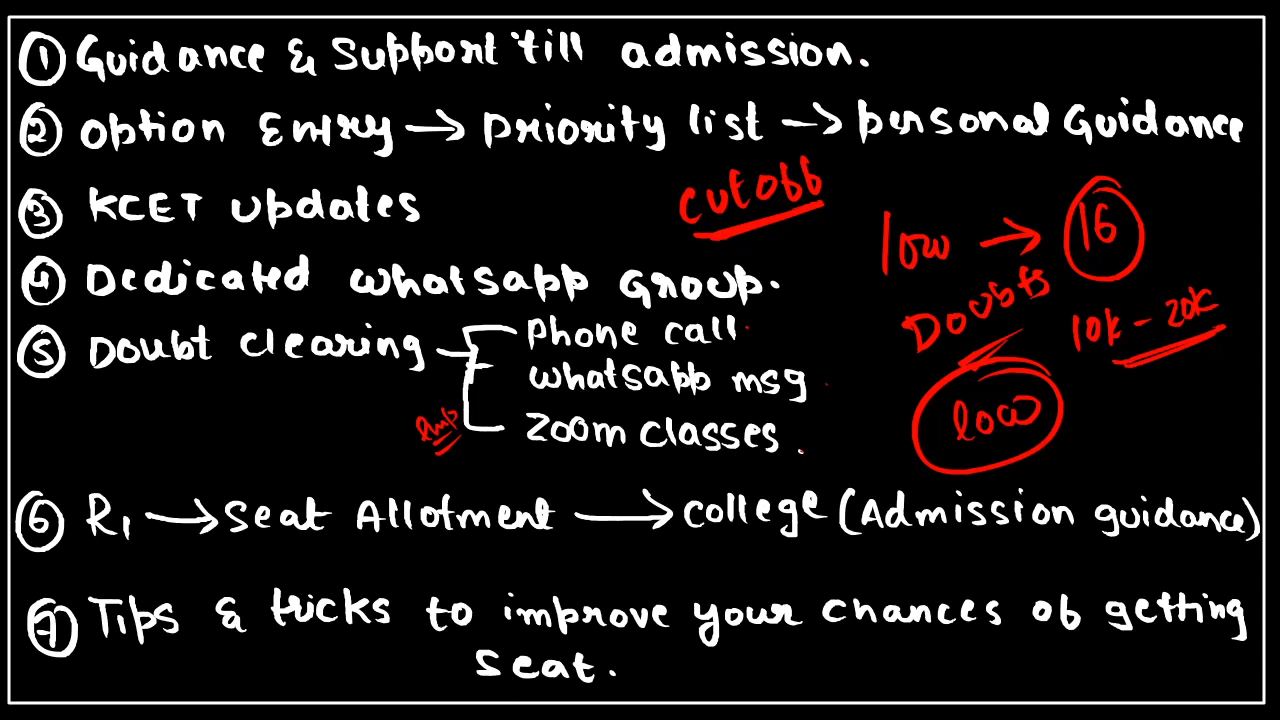 ① Guidance & Support till admission.
② Option Entry → Priority list → Personal Guidance
③ KCET updates
cutoff
low → 16
④ Dedicated whatsapp Group.
Doubts
10k - 20k
⑤ Doubt clearing
Phone call
whatsapp msg
Zoom classes.
Imp
low
⑥ R1 → Seat Allotment → college (Admission guidance)
⑦ Tips & tricks to improve your chances of getting
seat.